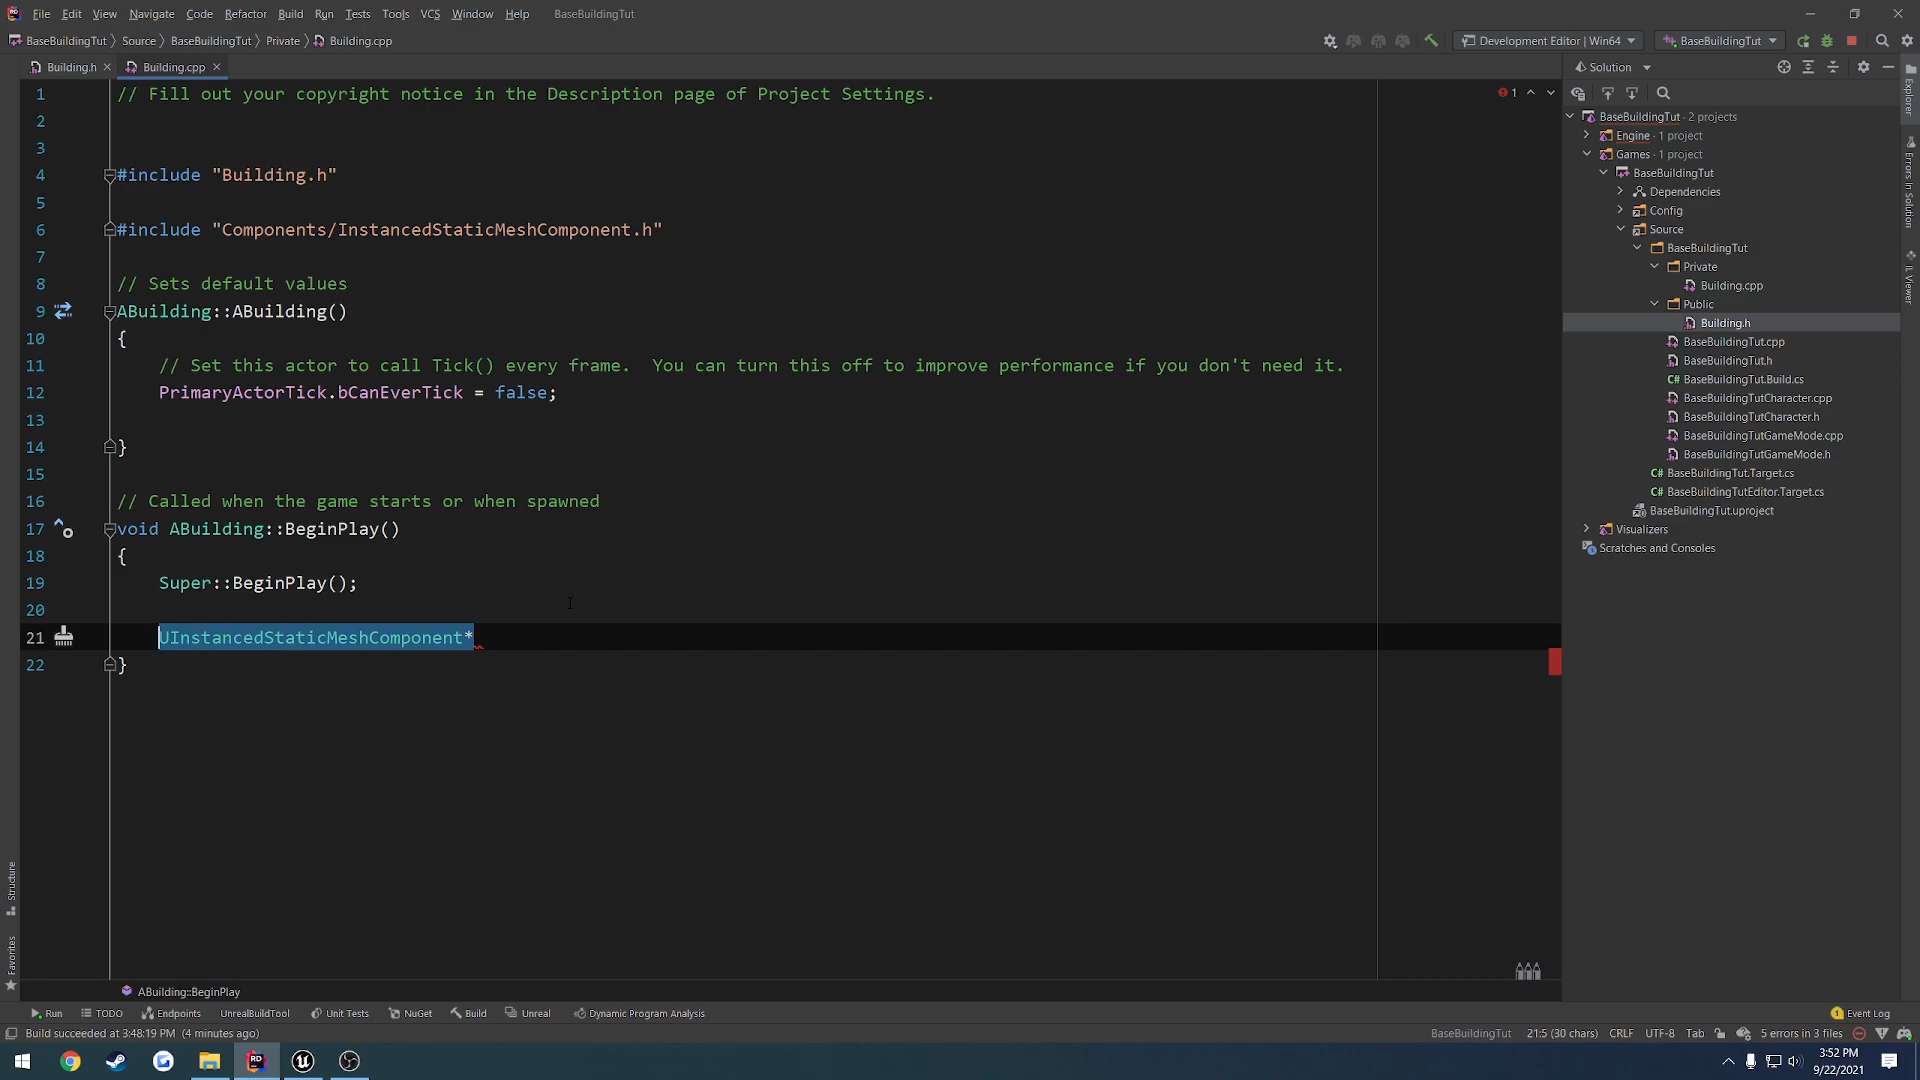 File Edit View Navigate Code Build Refactor Run Tests Tools VCS Window Help BaseBuildingTut
BaseBuildingTut Source BaseBuildingTut Private Building.cpp
Development Editor | Win64 BaseBuildingTut
Building.h Building.cpp
Solution
1 // Fill out your copyright notice in the Description page of Project Settings.
1
2
3
4 #include "Building.h"
5
6 #include "Components/InstancedStaticMeshComponent.h"
7
8 // Sets default values
9 ABuilding::ABuilding()
10 {
11 // Set this actor to call Tick() every frame.  You can turn this off to improve performance if you don't need it.
12 PrimaryActorTick.bCanEverTick = false;
13
14 }
15
16 // Called when the game starts or when spawned
17 void ABuilding::BeginPlay()
18 {
19 Super::BeginPlay();
20
21 UInstancedStaticMeshComponent*
22 }
BaseBuildingTut · 2 projects
Engine · 1 project
Games · 1 project
BaseBuildingTut
Dependencies
Config
Source
BaseBuildingTut
Private
Building.cpp
Public
Building.h
BaseBuildingTut.cpp
BaseBuildingTut.h
BaseBuildingTut.Build.cs
BaseBuildingTutCharacter.cpp
BaseBuildingTutCharacter.h
BaseBuildingTutGameMode.cpp
BaseBuildingTutGameMode.h
BaseBuildingTut.Target.cs
BaseBuildingTutEditor.Target.cs
BaseBuildingTut.uproject
Visualizers
Scratches and Consoles
Explorer
Errors In Solution
IL Viewer
Structure
Favorites
ABuilding::BeginPlay
Run TODO Endpoints UnrealBuildTool Unit Tests NuGet Build Unreal Dynamic Program Analysis 1 Event Log
Build succeeded at 3:48:19 PM (4 minutes ago) BaseBuildingTut 21:5 (30 chars) CRLF UTF-8 Tab 5 errors in 3 files
3:52 PM
9/22/2021